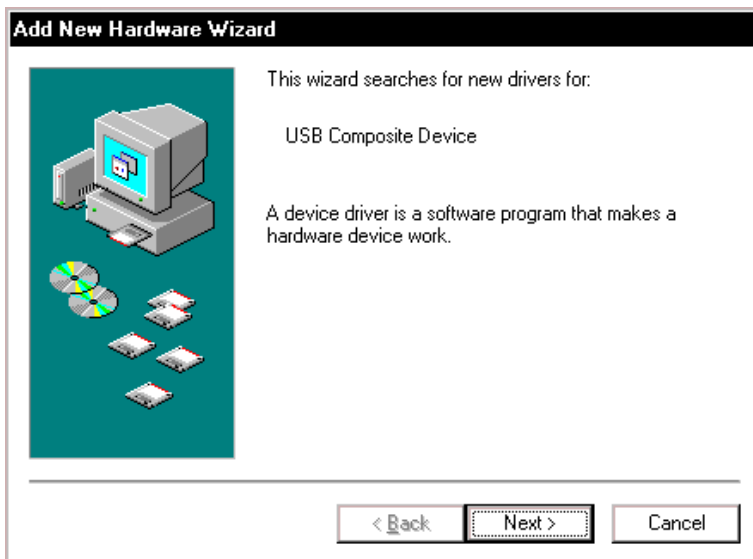 Add New Hardware Wizard
This wizard searches for new drivers for:
USB Composite Device
A device driver is a software program that makes a
hardware device work.
< Back
Next >
Cancel